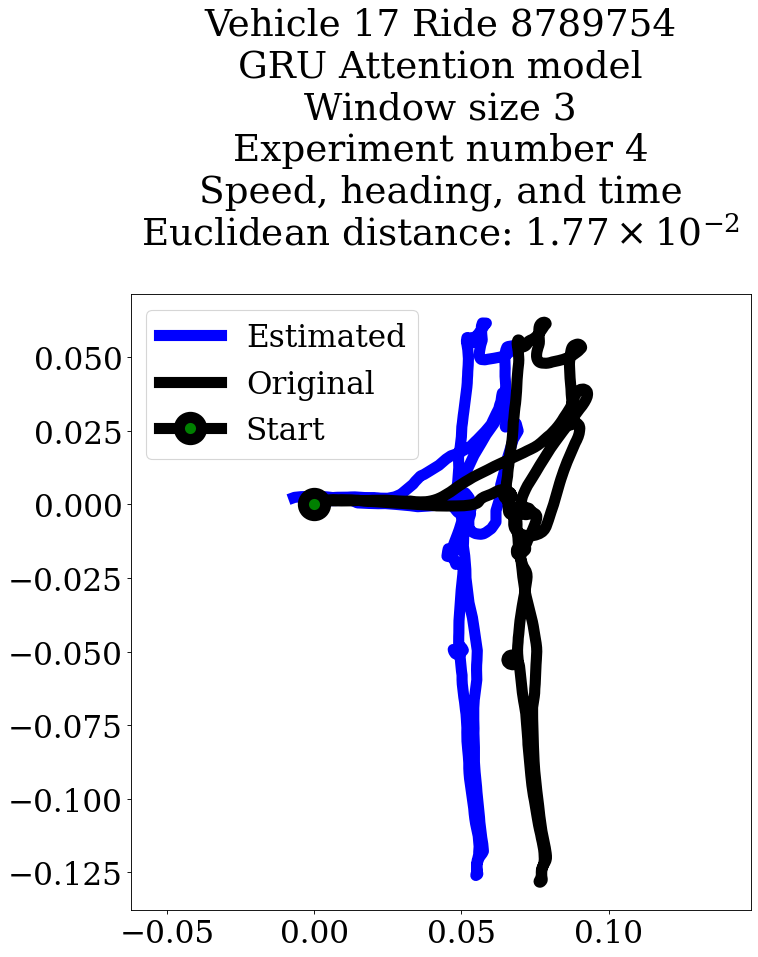 Vehicle 17 Ride 8789754
GRU Attention model
Window size 3
Experiment number 4
Speed, heading, and time
Euclidean distance: 1.77 × 10⁻²
Estimated
Original
Start
0.050
0.025
0.000
−0.025
−0.050
−0.075
−0.100
−0.125
−0.05 0.00 0.05 0.10